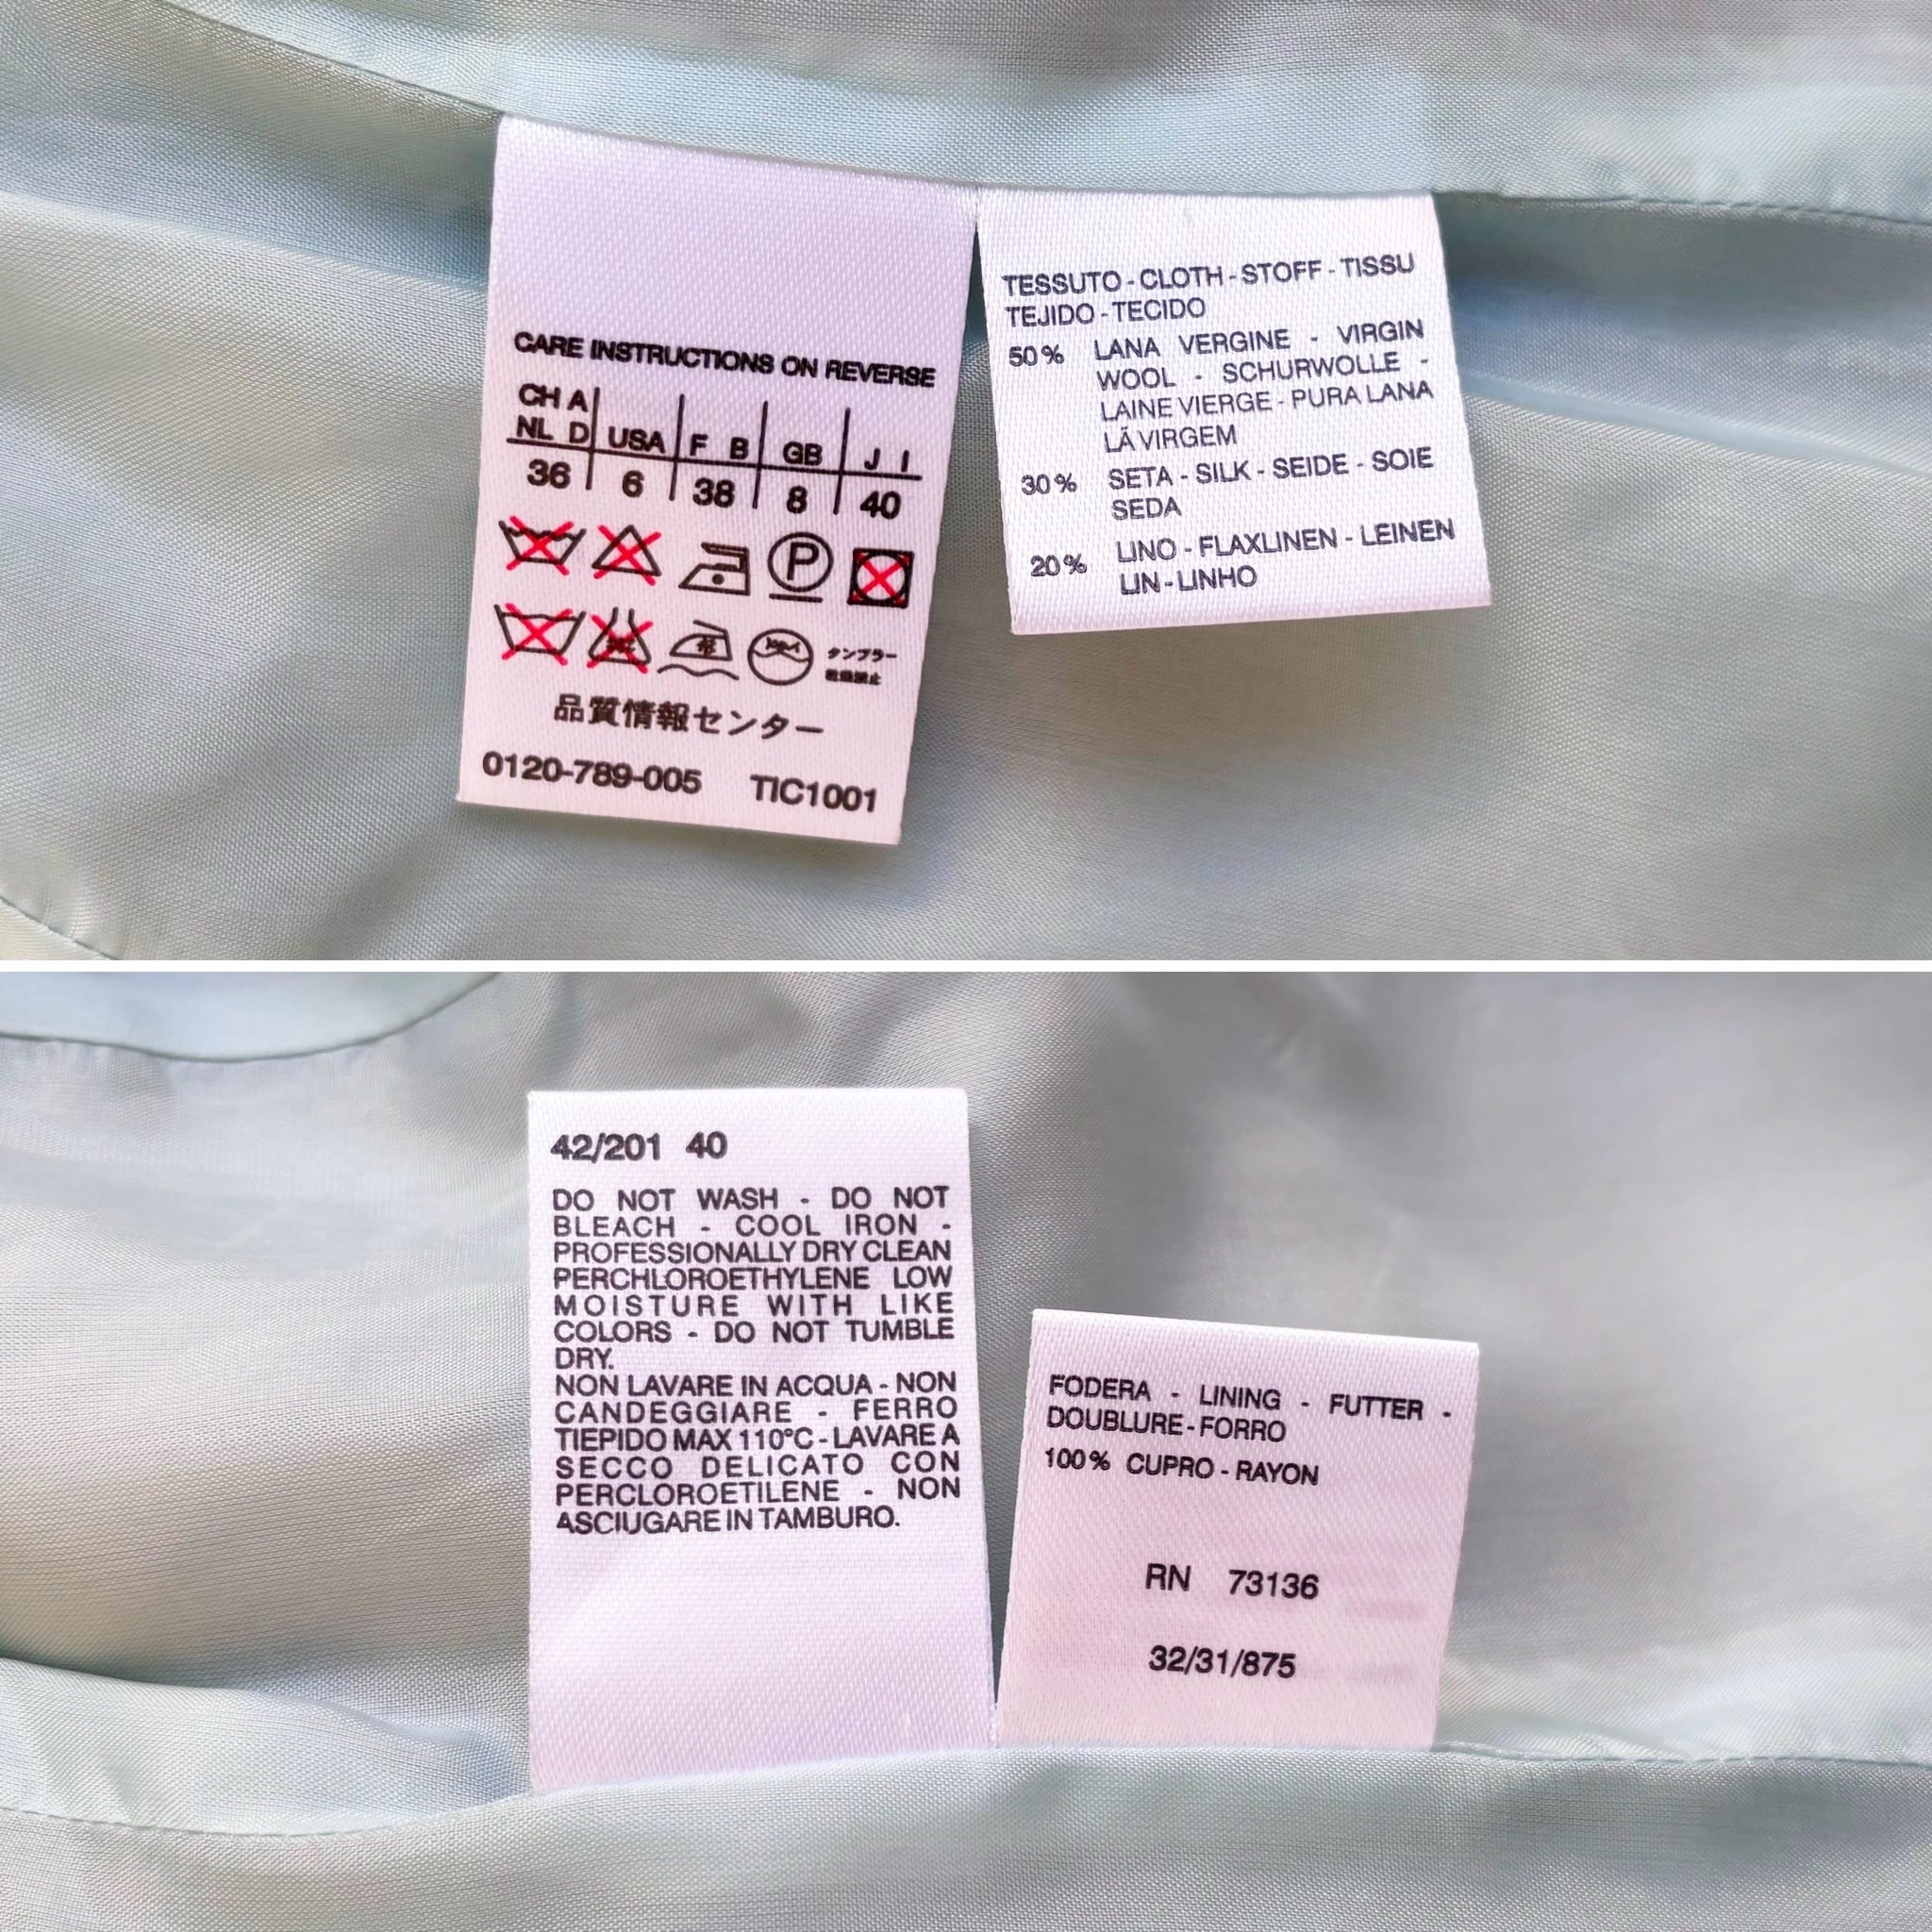 CARE INSTRUCTIONS ON REVERSE
CH A
NL D USA F B GB J I
36 6 38 8 40
P
タンブラー
乾燥禁止
品質情報センター
0120-789-005 TIC1001
TESSUTO - CLOTH - STOFF - TISSU
TEJIDO - TECIDO
50% LANA VERGINE - VIRGIN
WOOL - SCHURWOLLE -
LAINE VIERGE - PURA LANA
LÃ VIRGEM
30% SETA - SILK - SEIDE - SOIE
SEDA
20% LINO - FLAXLINEN - LEINEN
LIN - LINHO
42/201 40
DO NOT WASH - DO NOT
BLEACH - COOL IRON -
PROFESSIONALLY DRY CLEAN
PERCHLOROETHYLENE LOW
MOISTURE WITH LIKE
COLORS - DO NOT TUMBLE
DRY.
NON LAVARE IN ACQUA - NON
CANDEGGIARE - FERRO
TIEPIDO MAX 110°C - LAVARE A
SECCO DELICATO CON
PERCLOROETILENE - NON
ASCIUGARE IN TAMBURO.
FODERA - LINING - FUTTER -
DOUBLURE - FORRO
100% CUPRO - RAYON
RN 73136
32/31/875